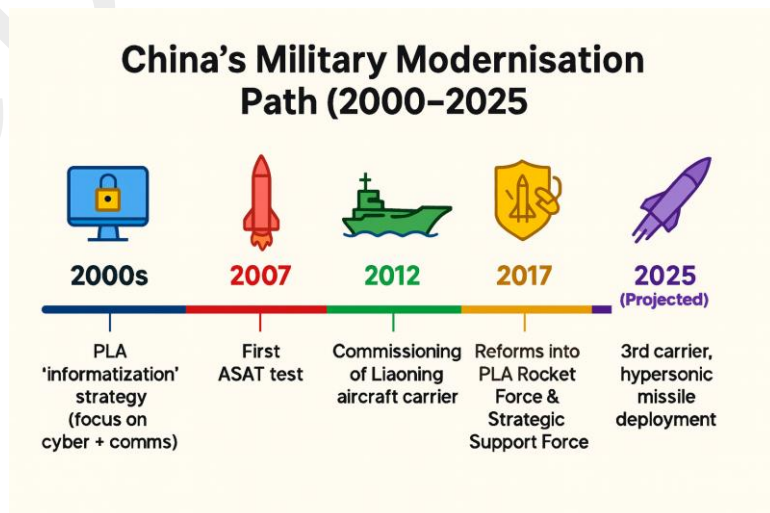 China's Military Modernisation
Path (2000–2025
2000s
2007
2012
2017
2025
(Projected)
PLA
'informatization'
strategy
(focus on
cyber + comms)
First
ASAT test
Commissioning
of Liaoning
aircraft carrier
Reforms into
PLA Rocket
Force &
Strategic
Support Force
3rd carrier,
hypersonic
missile
deployment